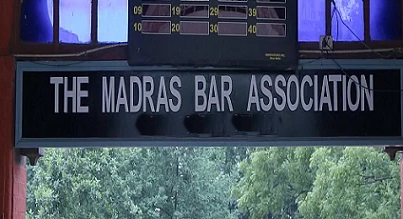 09 19 29 39
10 20 30 40
THE MADRAS BAR ASSOCIATION